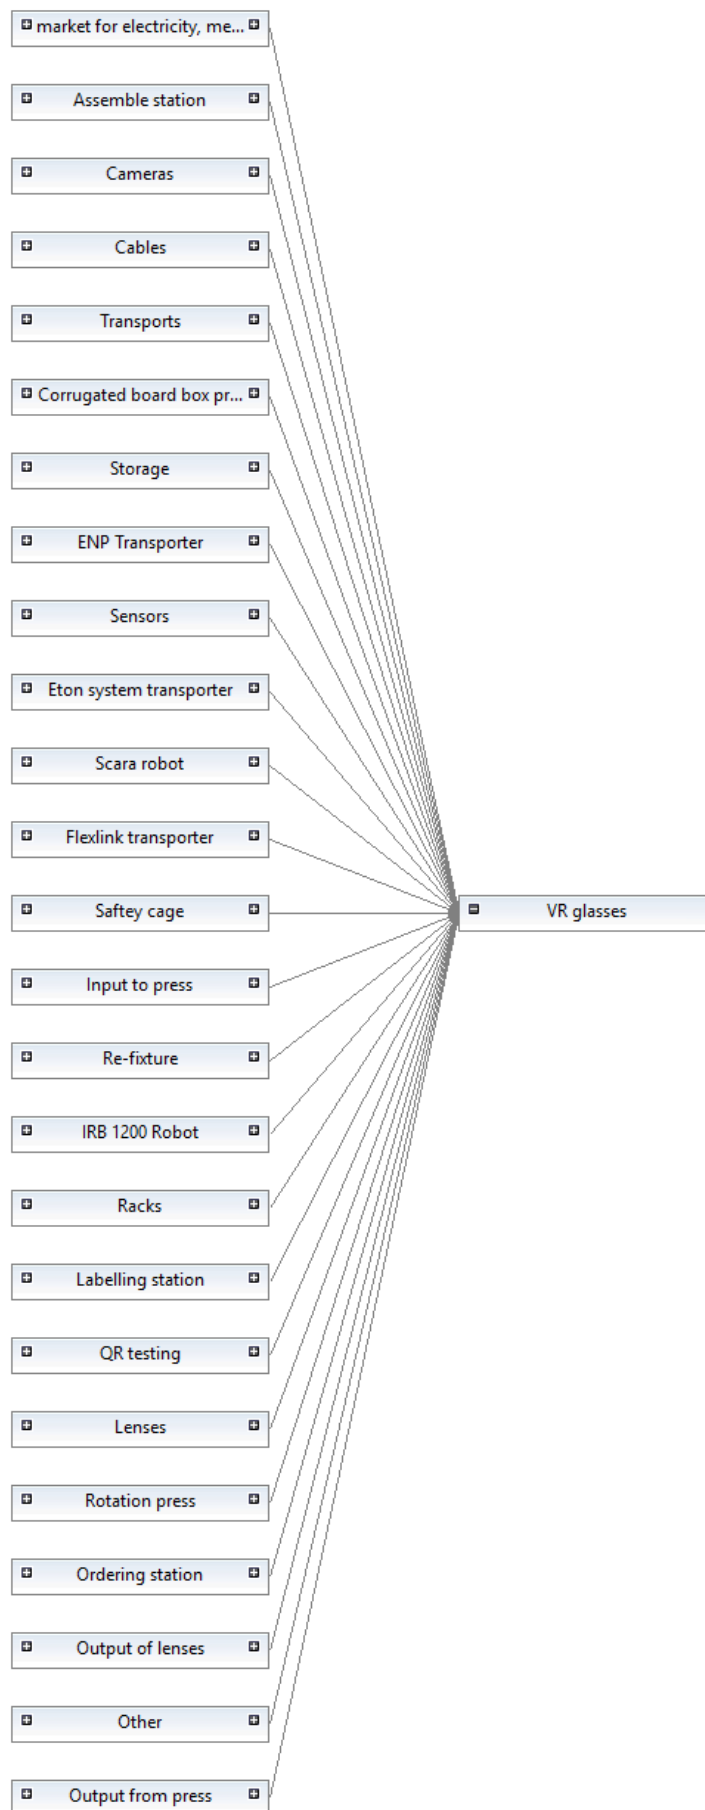 market for electricity, me...
Assemble station
Cameras
Cables
Transports
Corrugated board box pr...
Storage
ENP Transporter
Sensors
Eton system transporter
Scara robot
Flexlink transporter
Saftey cage
VR glasses
Input to press
Re-fixture
IRB 1200 Robot
Racks
Labelling station
QR testing
Lenses
Rotation press
Ordering station
Output of lenses
Other
Output from press